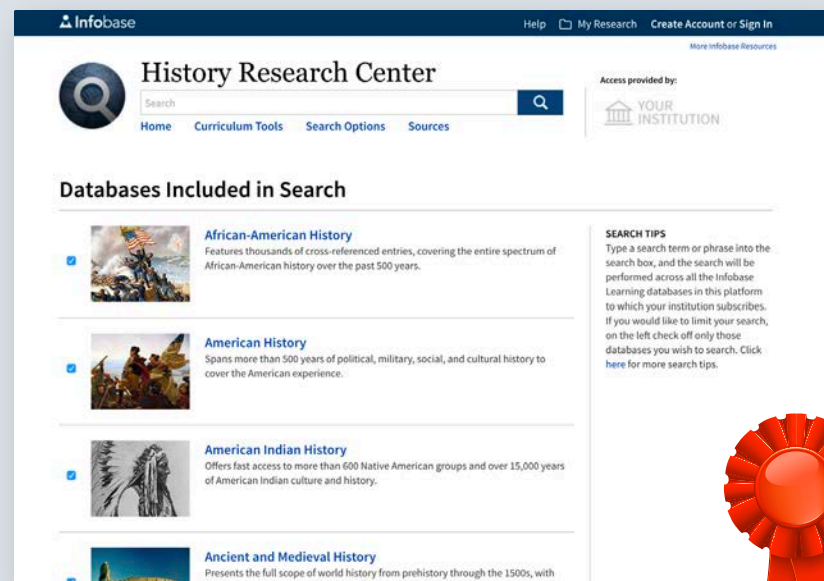 Infobase
Help My Research Create Account or Sign In
More Infobase Resources
History Research Center
Search
Home Curriculum Tools Search Options Sources
Access provided by:
YOUR
INSTITUTION
Databases Included in Search
African-American History
Features thousands of cross-referenced entries, covering the entire spectrum of
African-American history over the past 500 years.
American History
Spans more than 500 years of political, military, social, and cultural history to
cover the American experience.
American Indian History
Offers fast access to more than 600 Native American groups and over 15,000 years
of American Indian culture and history.
Ancient and Medieval History
Presents the full scope of world history from prehistory through the 1500s, with
SEARCH TIPS
Type a search term or phrase into the
search box, and the search will be
performed across all the Infobase
Learning databases in this platform
to which your institution subscribes.
If you would like to limit your search,
on the left check off only those
databases you wish to search. Click
here for more search tips.